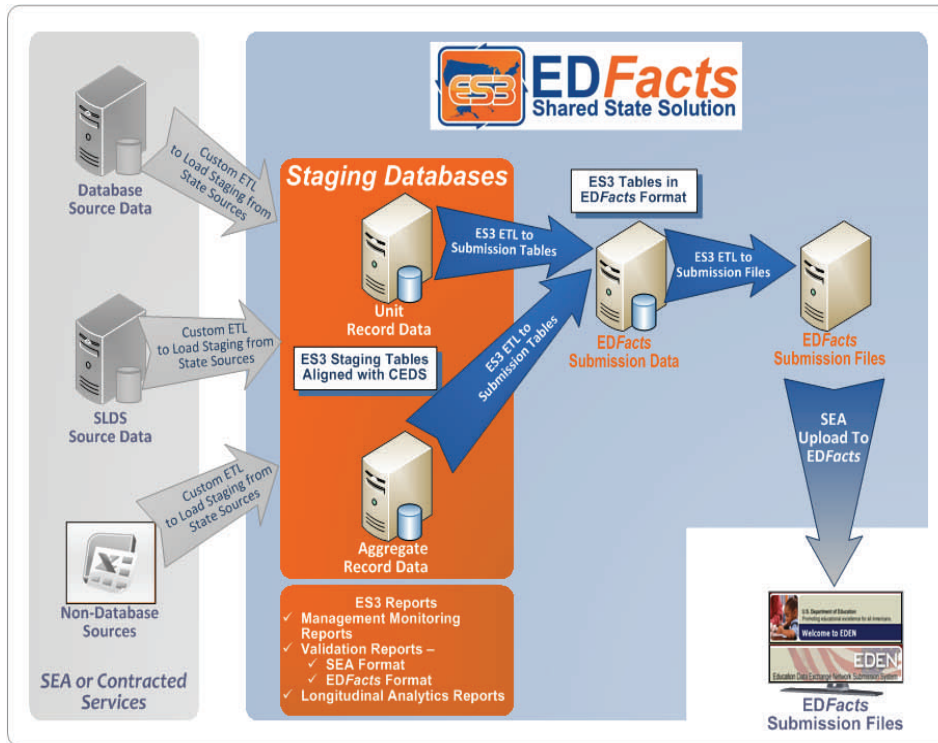 ES3
EDFacts
Shared State Solution
Database
Source Data
Custom ETL
to Load Staging from
State Sources
SLDS
Source Data
Custom ETL
to Load Staging from
State Sources
Non-Database
Sources
Custom ETL
to Load Staging from
State Sources
SEA or Contracted
Services
Staging Databases
Unit
Record Data
ES3 Staging Tables
Aligned with CEDS
Aggregate
Record Data
ES3 ETL to
Submission Tables
ES3 ETL to
Submission Tables
ES3 Tables in
EDFacts Format
EDFacts
Submission Data
ES3 ETL to
Submission Files
EDFacts
Submission Files
SEA
Upload To
EDFacts
ES3 Reports
✓ Management Monitoring
Reports
✓ Validation Reports –
✓ SEA Format
✓ EDFacts Format
✓ Longitudinal Analytics Reports
U.S. Department of Education
Promoting educational excellence for all Americans.
Welcome to EDEN
EDEN
Education Data Exchange Network Submission System
EDFacts
Submission Files